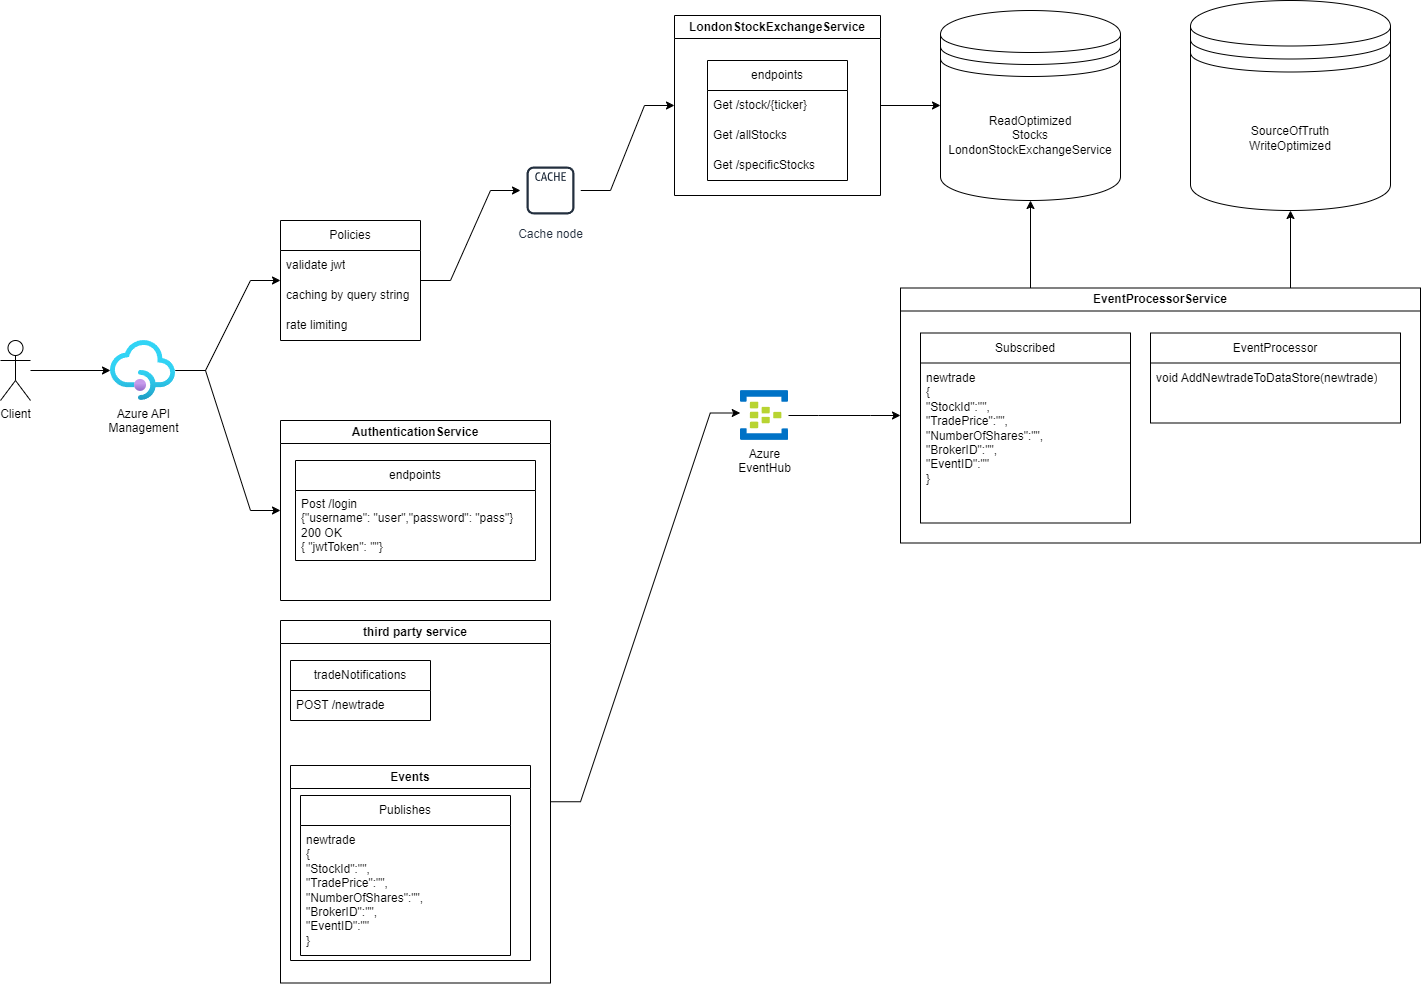 LondonStockExchangeService
endpoints
Get /stock/{ticker}
Get /allStocks
Get /specificStocks
ReadOptimized
Stocks
LondonStockExchangeService
SourceOfTruth
WriteOptimized
CACHE
Cache node
Policies
validate jwt
caching by query string
rate limiting
Client
Azure API
Management
AuthenticationService
endpoints
Post /login
{"username": "user","password": "pass"}
200 OK
{ "jwtToken": ""}
third party service
tradeNotifications
POST /newtrade
Events
Publishes
newtrade
{
"StockId":"",
"TradePrice":"",
"NumberOfShares":"",
"BrokerID":"",
"EventID":""
}
Azure
EventHub
EventProcessorService
Subscribed
newtrade
{
"StockId":"",
"TradePrice":"",
"NumberOfShares":"",
"BrokerID":"",
"EventID":""
}
EventProcessor
void AddNewtradeToDataStore(newtrade)